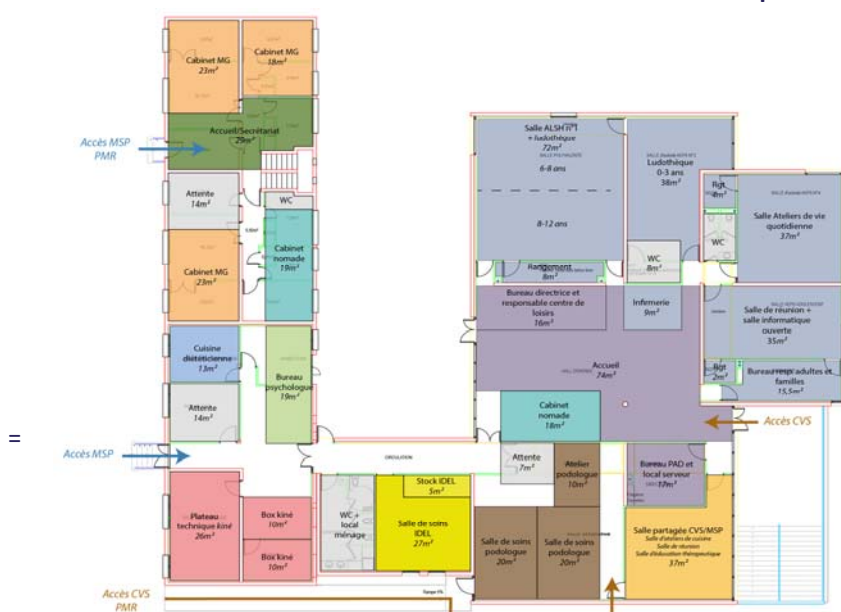 Cabinet MG
23m²
Cabinet MG
18m²
Accueil/Secrétariat
29m²
Accès MSP
PMR
Attente
14m²
WC
Cabinet
nomade
19m²
Cabinet MG
23m²
Cuisine
diététicienne
13m²
Bureau
psychologue
19m²
Attente
14m²
=
Accès MSP
CIRCULATION
Plateau
technique kiné
26m²
Box kiné
10m²
Box kiné
10m²
WC +
local
ménage
Stock IDEL
5m²
Salle de soins
IDEL
27m²
Accès CVS
PMR
Salle ALSH n°1
+ ludothèque
72m²
6-8 ans
8-12 ans
Ludothèque
0-3 ans
38m²
Rgt
4m²
WC
Salle Ateliers de vie
quotidienne
37m²
Rangement
8m²
WC
8m²
Bureau directrice et
responsable centre de
loisirs
16m²
Infirmerie
9m²
Salle de réunion +
salle informatique
ouverte
35m²
Accueil
74m²
Rgt
2m²
Bureau resp adultes et
familles
15,5m²
Cabinet
nomade
18m²
Accès CVS
Attente
7m²
Atelier
podologue
10m²
Bureau PAD et
local serveur
17m²
Salle de soins
podologue
20m²
Salle de soins
podologue
20m²
Salle partagée CVS/MSP
Salle d'ateliers de cuisine
Salle de réunion
Salle d'éducation thérapeutique
37m²